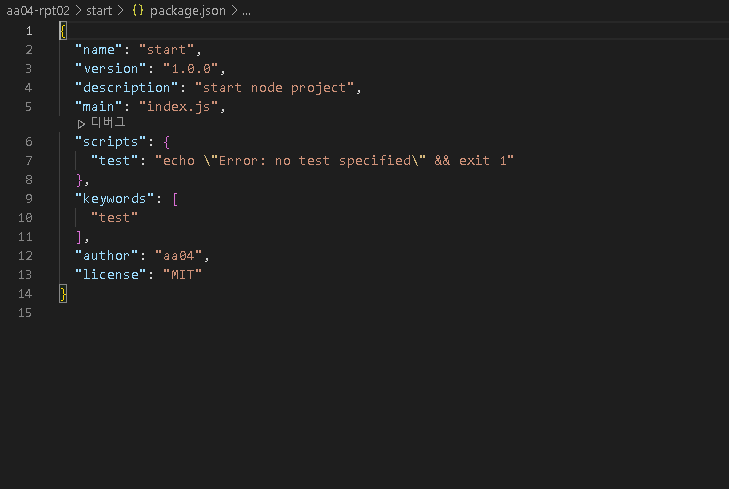 aa04-rpt02 > start > {} package.json > ...
1 {
2 "name": "start",
3 "version": "1.0.0",
4 "description": "start node project",
5 "main": "index.js",
▷ 디버그
6 "scripts": {
7 "test": "echo \"Error: no test specified\" && exit 1"
8 },
9 "keywords": [
10 "test"
11 ],
12 "author": "aa04",
13 "license": "MIT"
14 }
15